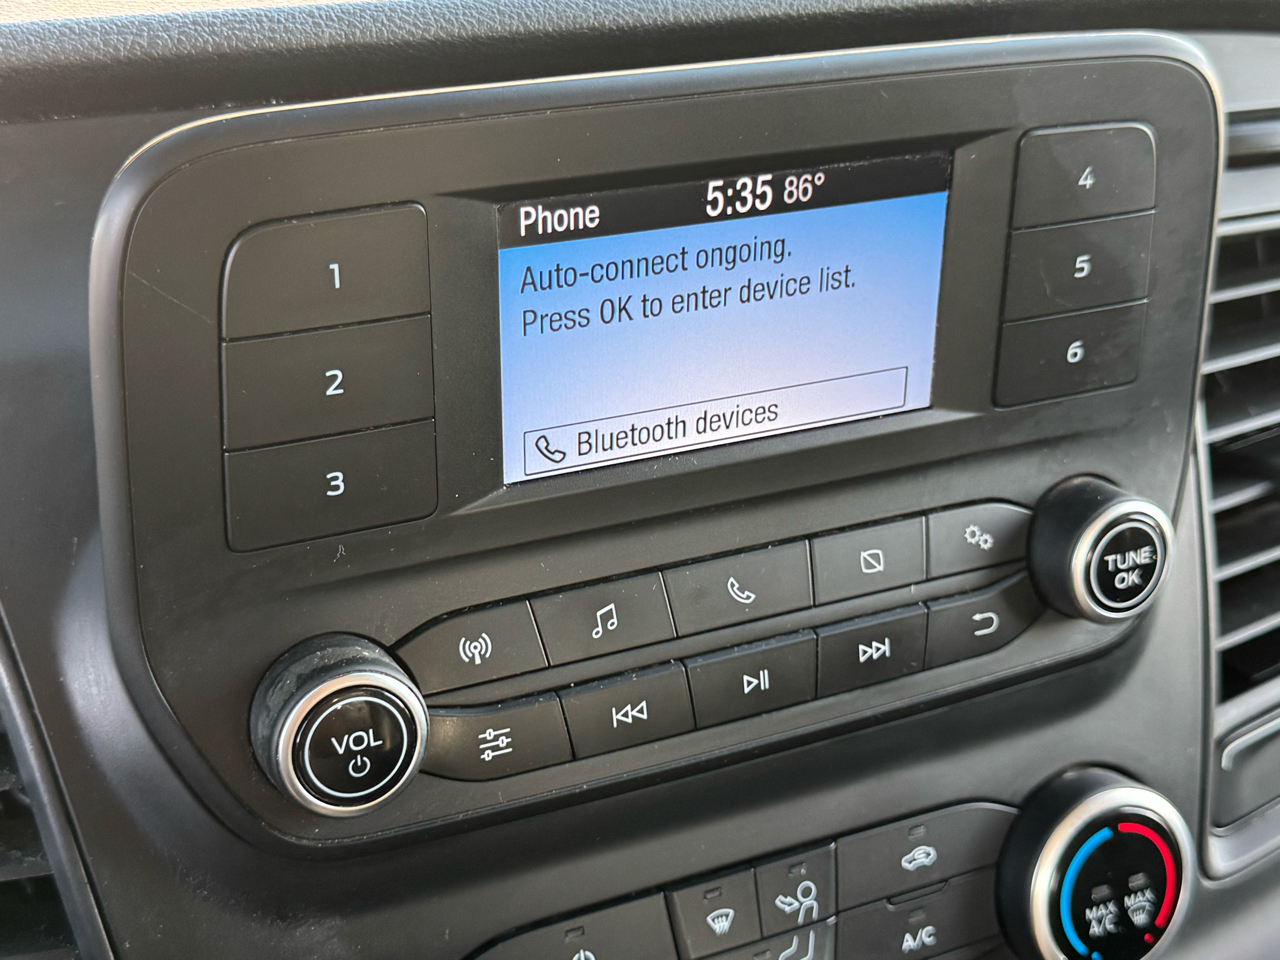 Phone 5:35 86°
Auto-connect ongoing.
Press OK to enter device list.
Bluetooth devices
1
2
3
4
5
6
VOL
TUNE
OK
MAX
A/C
MAX
A/C